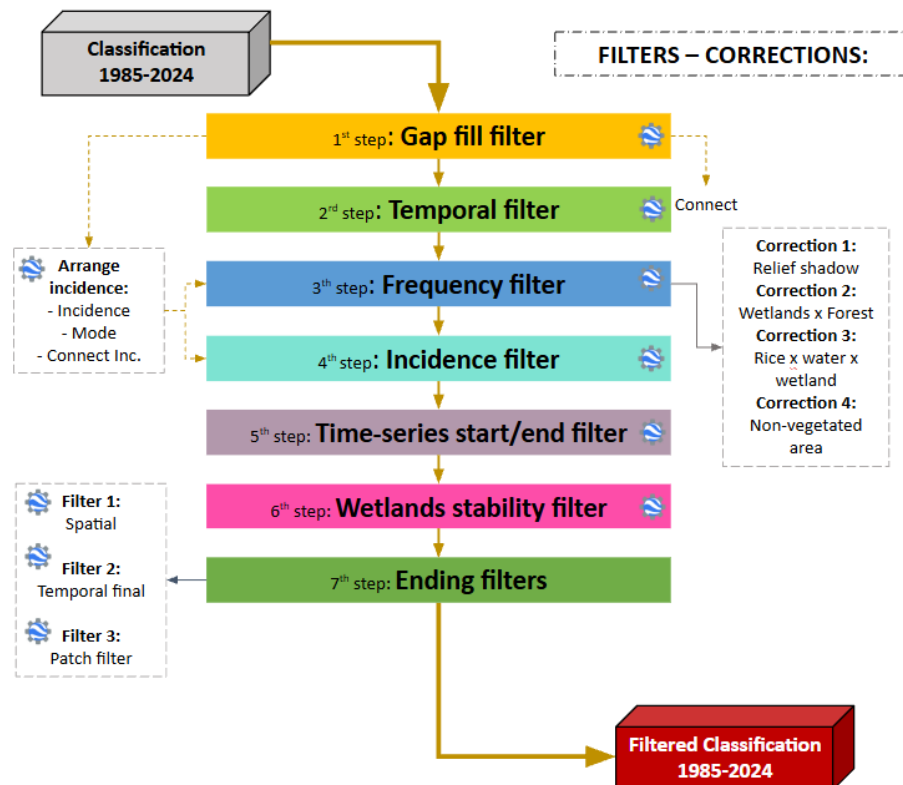 Classification
1985-2024
FILTERS – CORRECTIONS:
1st step: Gap fill filter
2rd step: Temporal filter
Connect
3th step: Frequency filter
4th step: Incidence filter
5th step: Time-series start/end filter
6th step: Wetlands stability filter
7th step: Ending filters
Arrange
incidence:
- Incidence
- Mode
- Connect Inc.
Correction 1:
Relief shadow
Correction 2:
Wetlands x Forest
Correction 3:
Rice x water x
wetland
Correction 4:
Non-vegetated
area
Filter 1:
Spatial
Filter 2:
Temporal final
Filter 3:
Patch filter
Filtered Classification
1985-2024